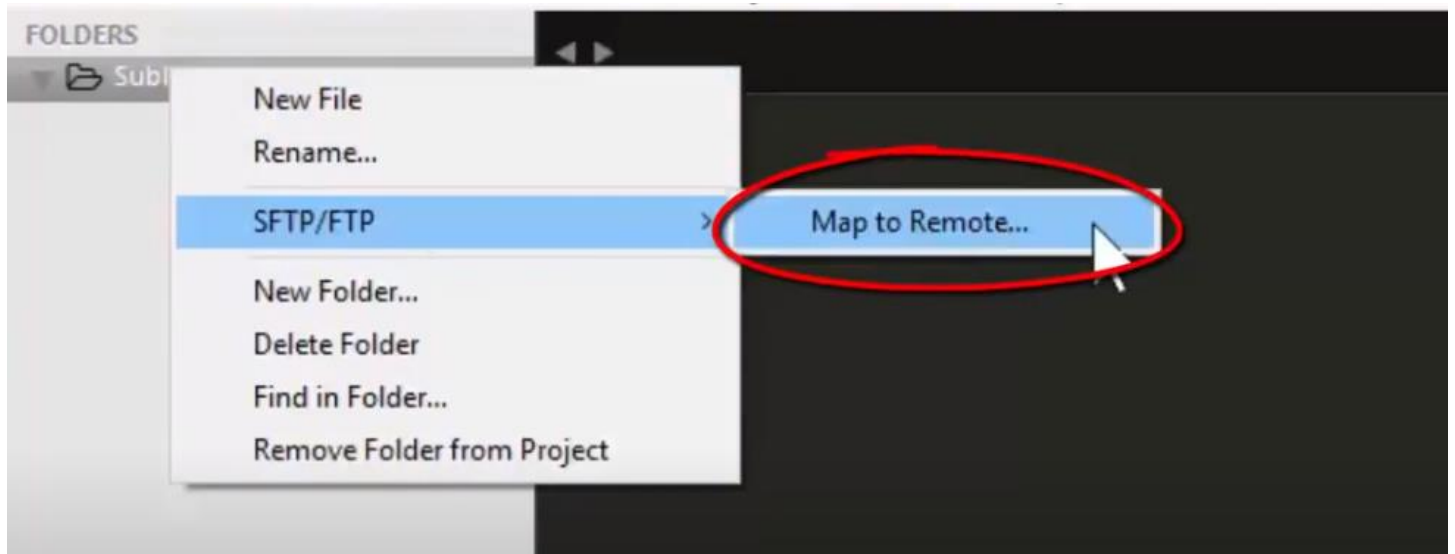 FOLDERS
New File
Rename...
SFTP/FTP
Map to Remote...
New Folder...
Delete Folder
Find in Folder...
Remove Folder from Project